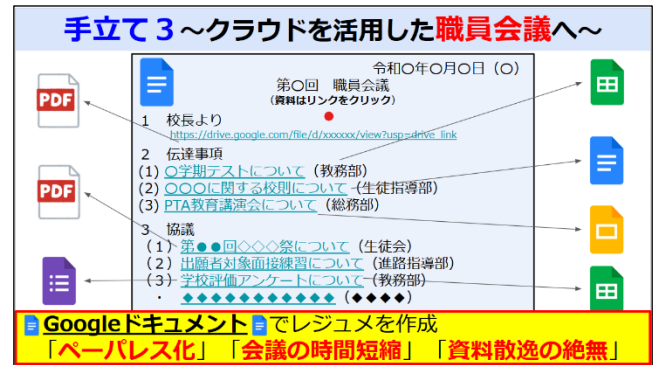 手立て３～クラウドを活用した職員会議へ～
令和〇年〇月〇日（〇）
第〇回　職員会議
（資料はリンクをクリック）
1　校長より
https://drive.google.com/file/d/xxxxxx/view?usp=drive_link
2　伝達事項
(1) 〇学期テストについて（教務部）
(2) 〇〇〇に関する校則について（生徒指導部）
(3) PTA教育講演会について（総務部）
3　協議
（１）第●●回◇◇◇祭について（生徒会）
（２）出願者対象面接練習について（進路指導部）
（３）学校評価アンケートについて（教務部）
・　◆◆◆◆◆◆◆◆◆◆◆（◆◆◆◆）
PDF
PDF
Googleドキュメントでレジュメを作成
「ペーパレス化」「会議の時間短縮」「資料散逸の絶無」